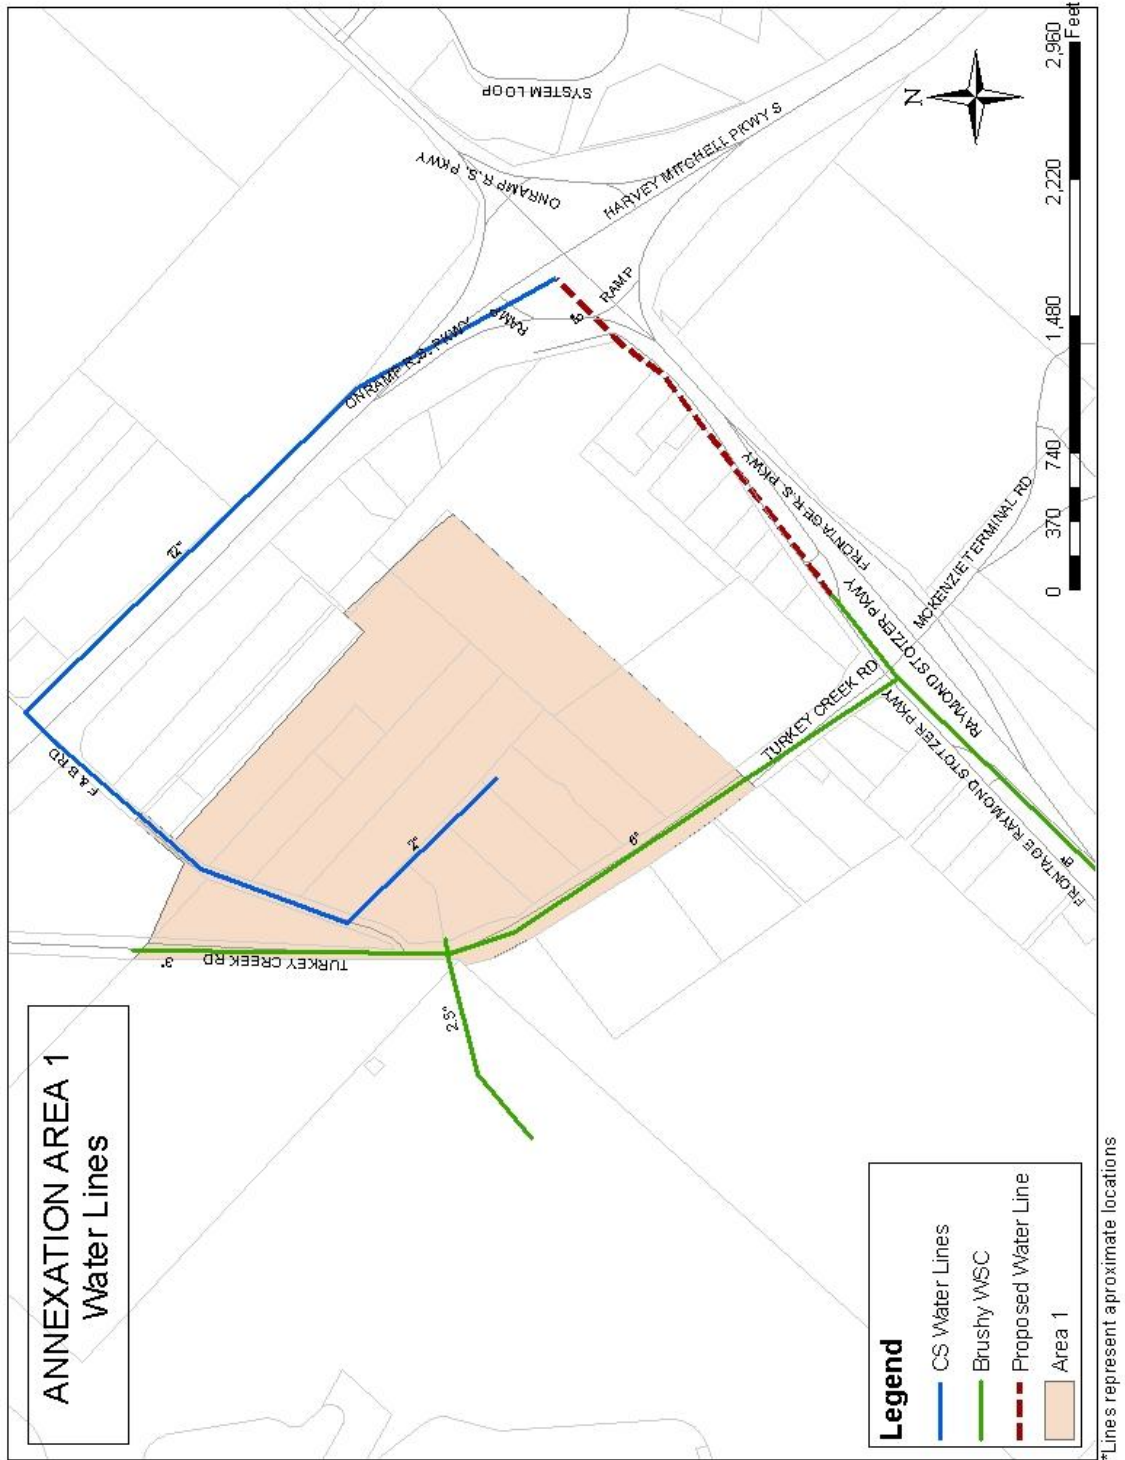 ANNEXATION AREA 1
Water Lines
F & B RD
12"
ONRAMP R.S. PKWY
RAMP
ONRAMP R.S. PKWY
SYSTEM LOOP
HARVEY MITCHELL PKWY S
RAMP
8"
TURKEY CREEK RD
3"
2"
2.5"
6"
TURKEY CREEK RD
FRONTAGE R.S. PKWY
RAYMOND STOTZER PKWY
FRONTAGE RAYMOND STOTZER PKWY
MCKENZIE TERMINAL RD
8"
N
0 370 740 1,480 2,220 2,960
Feet
Legend
CS Water Lines
Brushy WSC
Proposed Water Line
Area 1
*Lines represent aproximate locations